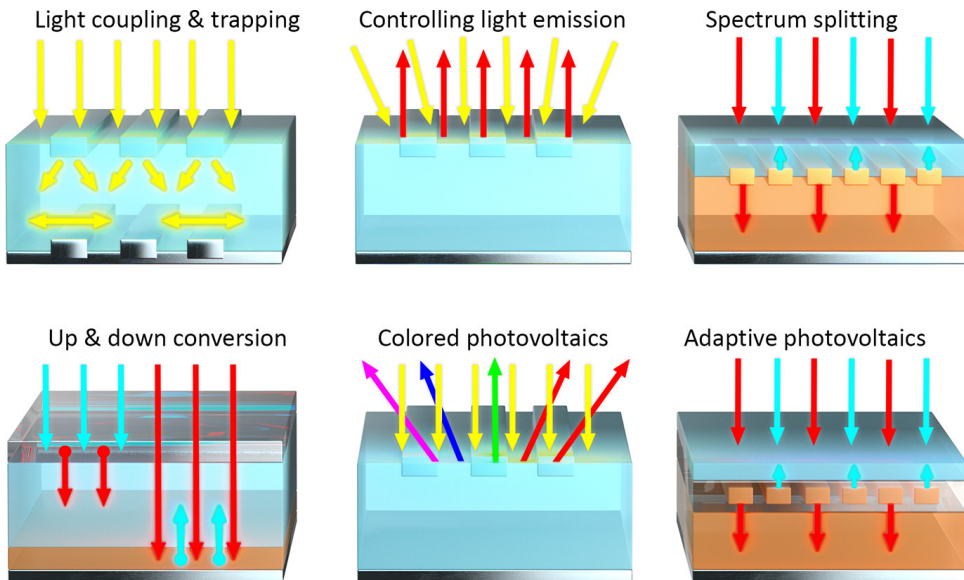 Light coupling & trapping
Controlling light emission
Spectrum splitting
Up & down conversion
Colored photovoltaics
Adaptive photovoltaics